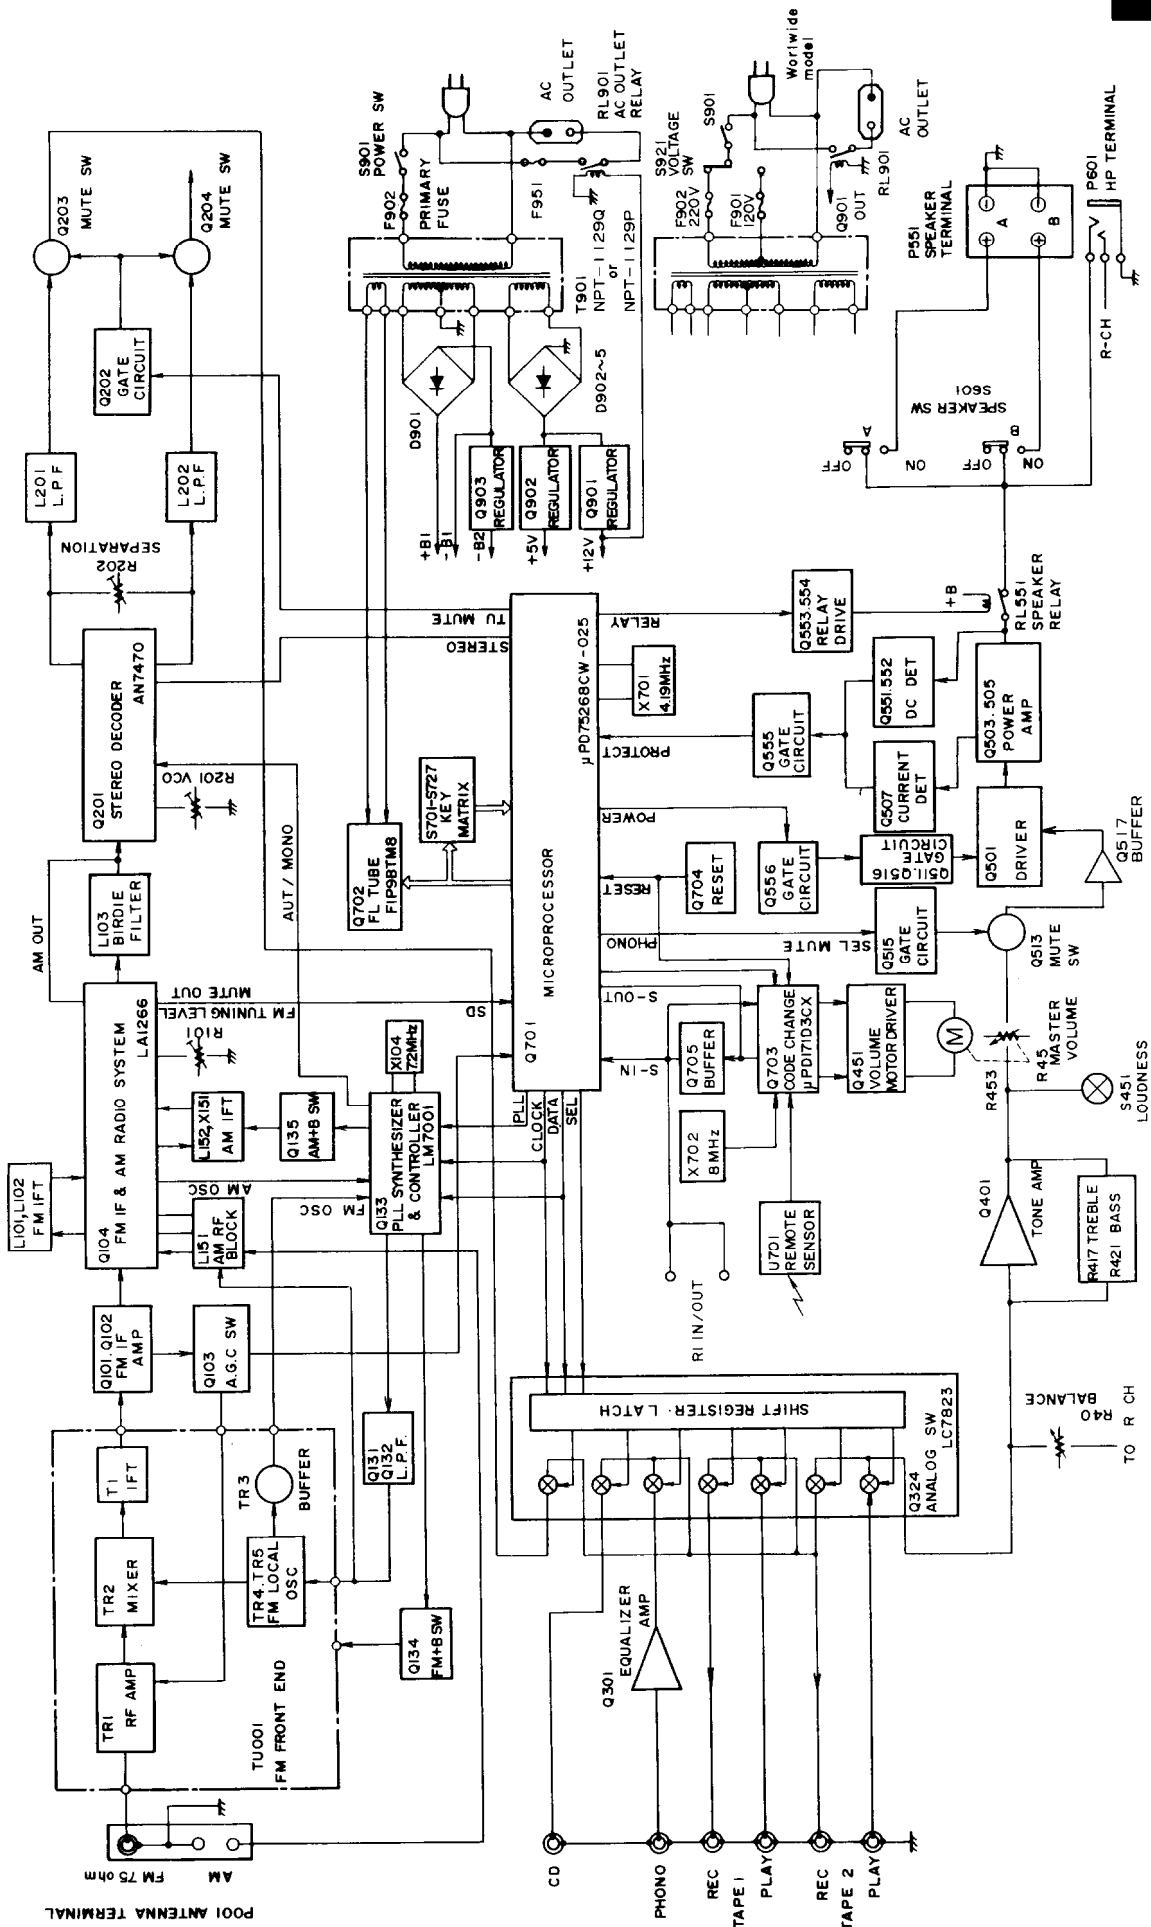 POO1 ANTENNA TERMINAL
FM 75 ohm
AM
TR1
RF AMP
TR2
MIXER
T1
IFT
TR3
BUFFER
TR4.TR5
FM LOCAL
OSC
TU001
FM FRONT END
Q101.Q102
FM IF
AMP
Q103
A.G.C SW
L101,L102
FM IFT
Q104
FM IF & AM RADIO SYSTEM
LA1266
L151
AM RF
BLOCK
AM OSC
FM OSC
L152,X151
AM IFT
Q135
AM+B SW
R101
FM TUNING LEVEL
MUTE OUT
AM OUT
L103
BIRDIE
FILTER
Q201
STEREO DECODER
AN7470
R201 VCO
AUT/MONO
R202
SEPARATION
L201
L.P.F
L202
L.P.F
Q202
GATE
CIRCUIT
Q203
MUTE SW
Q204
MUTE SW
Q131
Q132
L.P.F.
Q134
FM+B SW
Q133
PLL SYNTHESIZER
& CONTROLLER
LM7001
X104
7.2MHz
Q702
FL TUBE
FIP9BTM8
S701-S727
KEY
MATRIX
S901
POWER SW
F902
PRIMARY
FUSE
AC
OUTLET
F951
RL901
AC OUTLET
RELAY
T901
NPT-1129Q
or
NPT-1129P
D901
D902~5
+B1
-B1
-B2
+5V
+12V
Q903
REGULATOR
Q902
REGULATOR
Q901
REGULATOR
S921
VOLTAGE
SW
S901
Worlwide
model
F902
220V
F901
120V
Q901
OUT
RL901
AC
OUTLET
Q701
MICROPROCESSOR
µPD75268CW-025
PLL
CLOCK
DATA
SEL
SD
STEREO
TU MUTE
S-IN
S-OUT
PHONO
RESET
POWER
PROTECT
RELAY
SEL MUTE
X701
4.19MHz
Q704
RESET
Q705
BUFFER
X702
8MHz
Q703
CODE CHANGE
µPD171D3CX
U701
REMOTE
SENSOR
RI IN/OUT
Q451
VOLUME
MOTOR DRIVER
M
Q515
GATE
CIRCUIT
Q556
GATE
CIRCUIT
Q511.Q516
GATE
CIRCUIT
Q555
GATE
CIRCUIT
Q507
CURRENT
DET
Q551.552
DC DET
Q553.554
RELAY
DRIVE
+B
RL551
SPEAKER
RELAY
Q501
DRIVER
Q503.505
POWER
AMP
Q517
BUFFER
Q513
MUTE
SW
R453
R45
MASTER
VOLUME
S451
LOUDNESS
Q401
TONE AMP
R417 TREBLE
R421 BASS
R40
BALANCE
TO R CH
SHIFT REGISTER·LATCH
Q324
ANALOG SW
LC7823
Q301
EQUALIZER
AMP
CD
PHONO
REC
TAPE 1
PLAY
REC
TAPE 2
PLAY
SPEAKER SW
S601
A
OFF
ON
B
OFF
ON
P551
SPEAKER
TERMINAL
A
B
P601
HP TERMINAL
R-CH